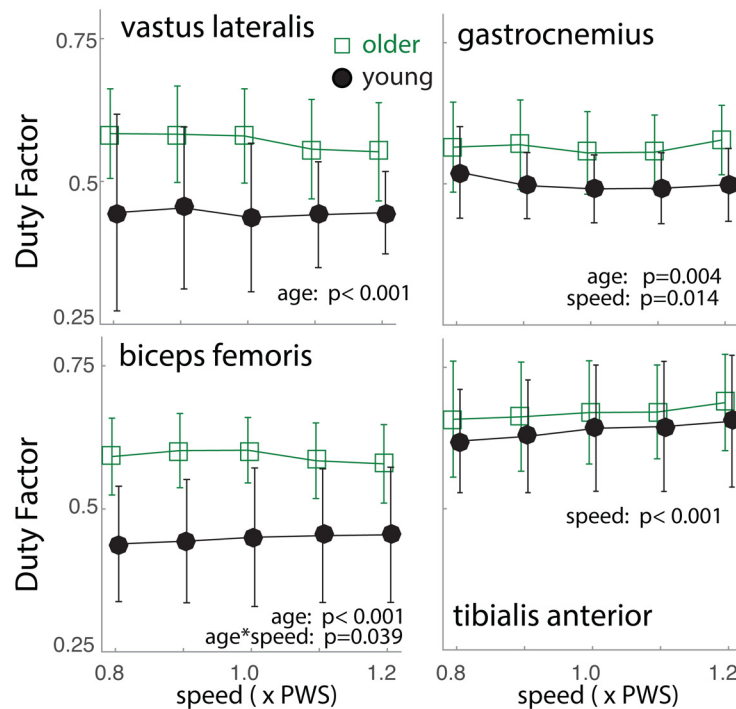 vastus lateralis
older
young
gastrocnemius
0.75
0.5
0.25
Duty Factor
age: p< 0.001
age: p=0.004
speed: p=0.014
biceps femoris
0.75
0.5
0.25
Duty Factor
age: p< 0.001
age*speed: p=0.039
speed: p< 0.001
tibialis anterior
0.8
1.0
1.2
0.8
1.0
1.2
speed ( x PWS)
speed ( x PWS)